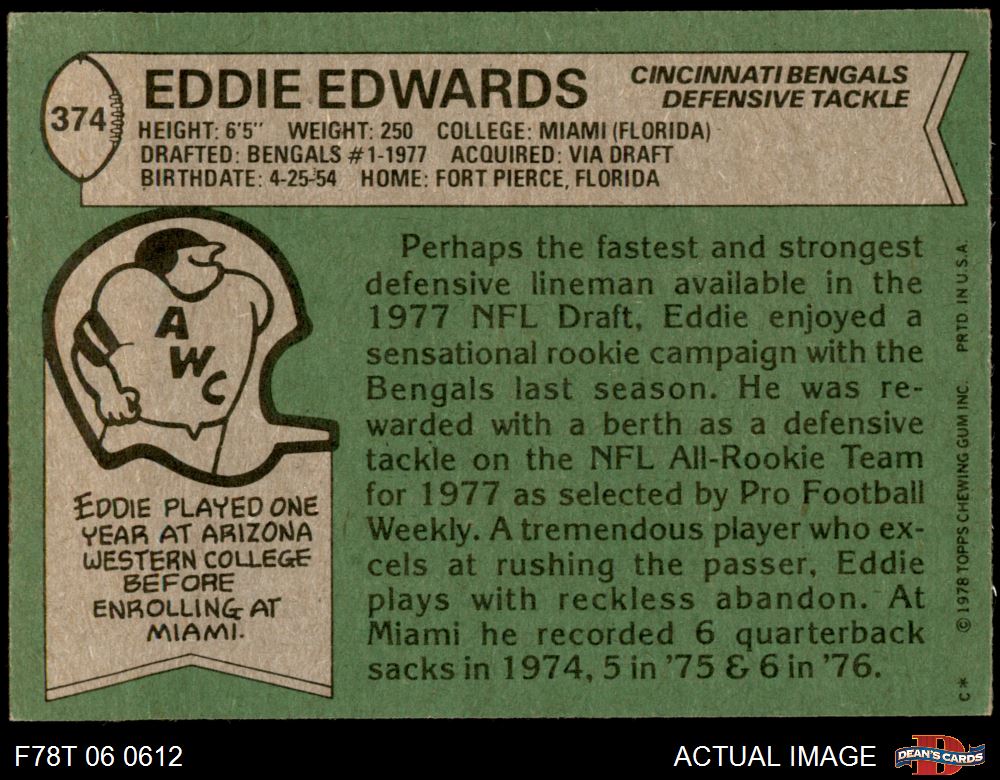 374
EDDIE EDWARDS
CINCINNATI BENGALS
DEFENSIVE TACKLE
HEIGHT: 6'5" WEIGHT: 250 COLLEGE: MIAMI (FLORIDA)
DRAFTED: BENGALS #1-1977 ACQUIRED: VIA DRAFT
BIRTHDATE: 4-25-54 HOME: FORT PIERCE, FLORIDA
A
W
C
EDDIE PLAYED ONE
YEAR AT ARIZONA
WESTERN COLLEGE
BEFORE
ENROLLING AT
MIAMI.
Perhaps the fastest and strongest
defensive lineman available in the
1977 NFL Draft, Eddie enjoyed a
sensational rookie campaign with the
Bengals last season. He was re-
warded with a berth as a defensive
tackle on the NFL All-Rookie Team
for 1977 as selected by Pro Football
Weekly. A tremendous player who ex-
cels at rushing the passer, Eddie
plays with reckless abandon. At
Miami he recorded 6 quarterback
sacks in 1974, 5 in '75 & 6 in '76.
C* © 1978 TOPPS CHEWING GUM INC. PRTD. IN U.S.A.
F78T 06 0612
ACTUAL IMAGE
D
DEAN'S CARDS